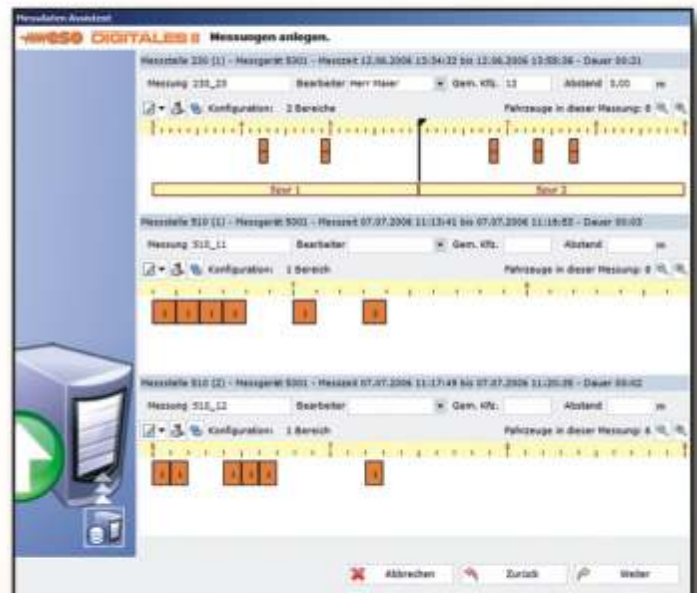 Messdaten Assistent
eso DIGITALES II Messungen anlegen.
Messstelle 230 (1) - Messgerät 5001 - Messzeit 12.06.2006 13:34:32 bis 12.06.2006 13:55:36 - Dauer 00:21
Messung 230_23 Bearbeiter Herr Maier Gem. Kfz. 12 Abstand 5,00 m
Konfiguration: 2 Bereiche Fahrzeuge in dieser Messung: 8
Spur 1 Spur 2
Messstelle 510 (1) - Messgerät 5001 - Messzeit 07.07.2006 11:13:41 bis 07.07.2006 11:16:53 - Dauer 00:03
Messung 510_11 Bearbeiter Gem. Kfz. Abstand m
Konfiguration: 1 Bereich Fahrzeuge in dieser Messung: 6
Messstelle 510 (2) - Messgerät 5001 - Messzeit 07.07.2006 11:17:49 bis 07.07.2006 11:20:35 - Dauer 00:02
Messung 510_12 Bearbeiter Gem. Kfz. Abstand m
Konfiguration: 1 Bereich Fahrzeuge in dieser Messung: 6
Abbrechen Zurück Weiter